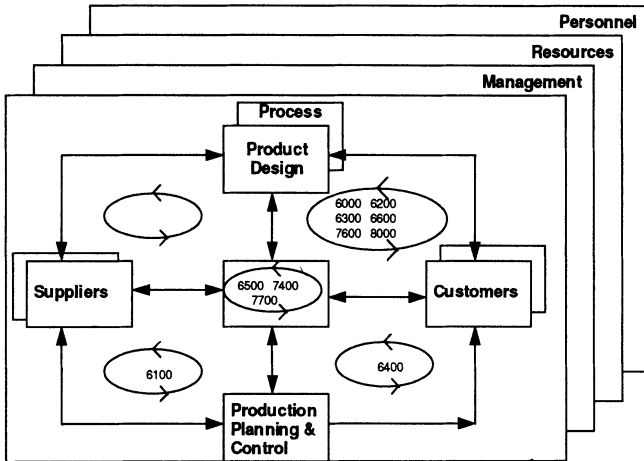 Personnel
Resources
Management
Process
Product
Design
6000 6200
6300 6600
7600 8000
Suppliers
6500 7400
7700
Customers
6100
6400
Production
Planning &
Control